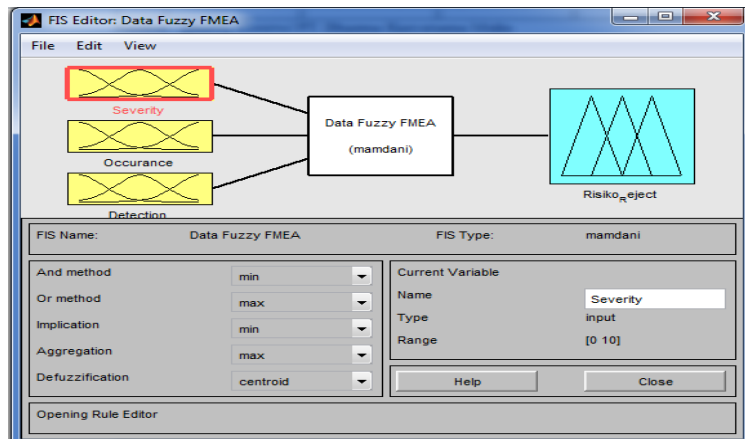 FIS Editor: Data Fuzzy FMEA
File Edit View
Severity
Occurance
Detection
Data Fuzzy FMEA
(mamdani)
Risiko_Reject
FIS Name: Data Fuzzy FMEA FIS Type: mamdani
And method min
Or method max
Implication min
Aggregation max
Defuzzification centroid
Current Variable
Name Severity
Type input
Range [0 10]
Help Close
Opening Rule Editor